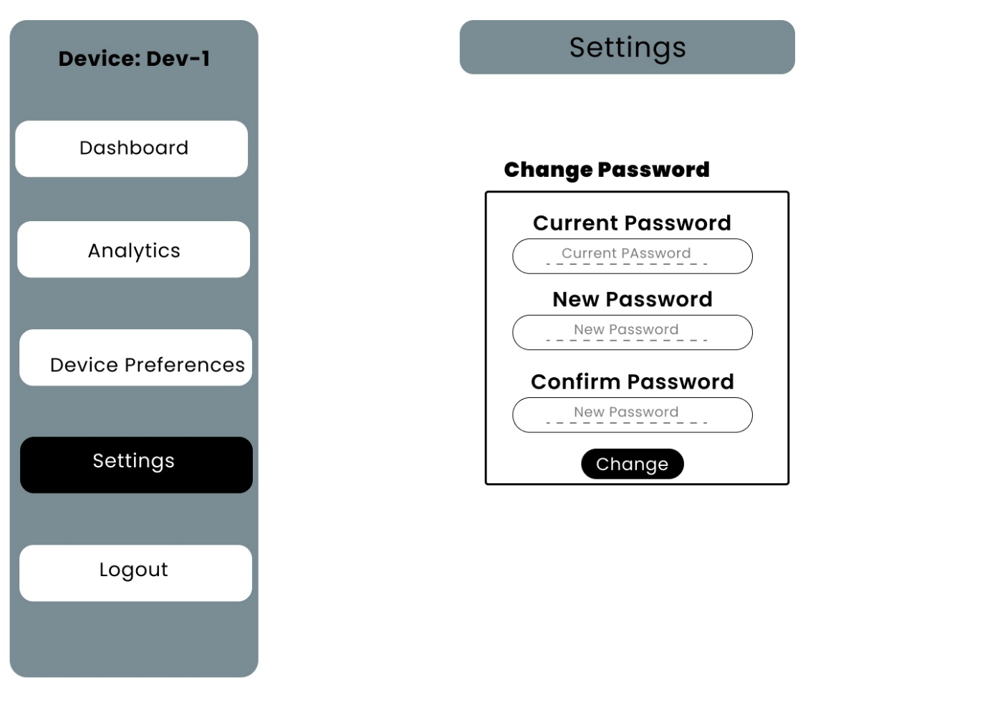 Device: Dev-1
Dashboard
Analytics
Device Preferences
Settings
Logout
Settings
Change Password
Current Password
Current PAssword
New Password
New Password
Confirm Password
New Password
Change